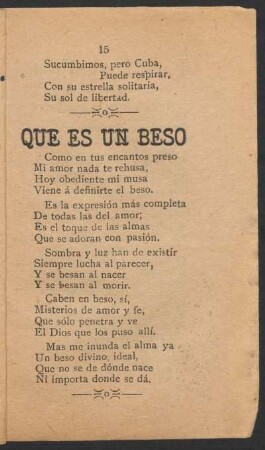 15
Sucumbimos, pero Cuba,
Puede respirar,
Con su estrella solitaria,
Su sol de libertad.
QUE ES UN BESO
Como en tus encantos preso
Mi amor nada te rehusa,
Hoy obediente mi musa
Viene á definirte el beso.
Es la expresión más completa
De todas las del amor;
Es el toque de las almas
Que se adoran con pasión.
Sombra y luz han de existir
Siempre lucha al parecer,
Y se besan al nacer
Y se besan al morir.
Caben en beso, sí,
Misterios de amor y fe,
Que sólo penetra y ve
El Dios que los puso allí.
Mas me inunda el alma ya
Un beso divino, ideal,
Que no se de dónde nace
Ni importa donde se dá.